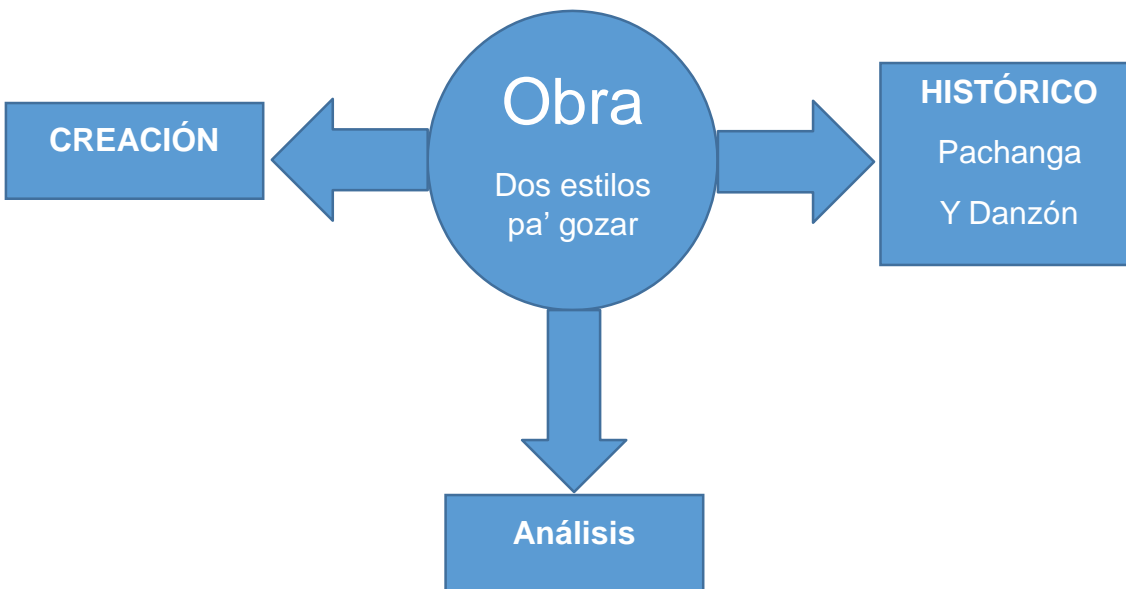 Obra
Dos estilos
pa’ gozar
CREACIÓN
HISTÓRICO
Pachanga
Y Danzón
Análisis